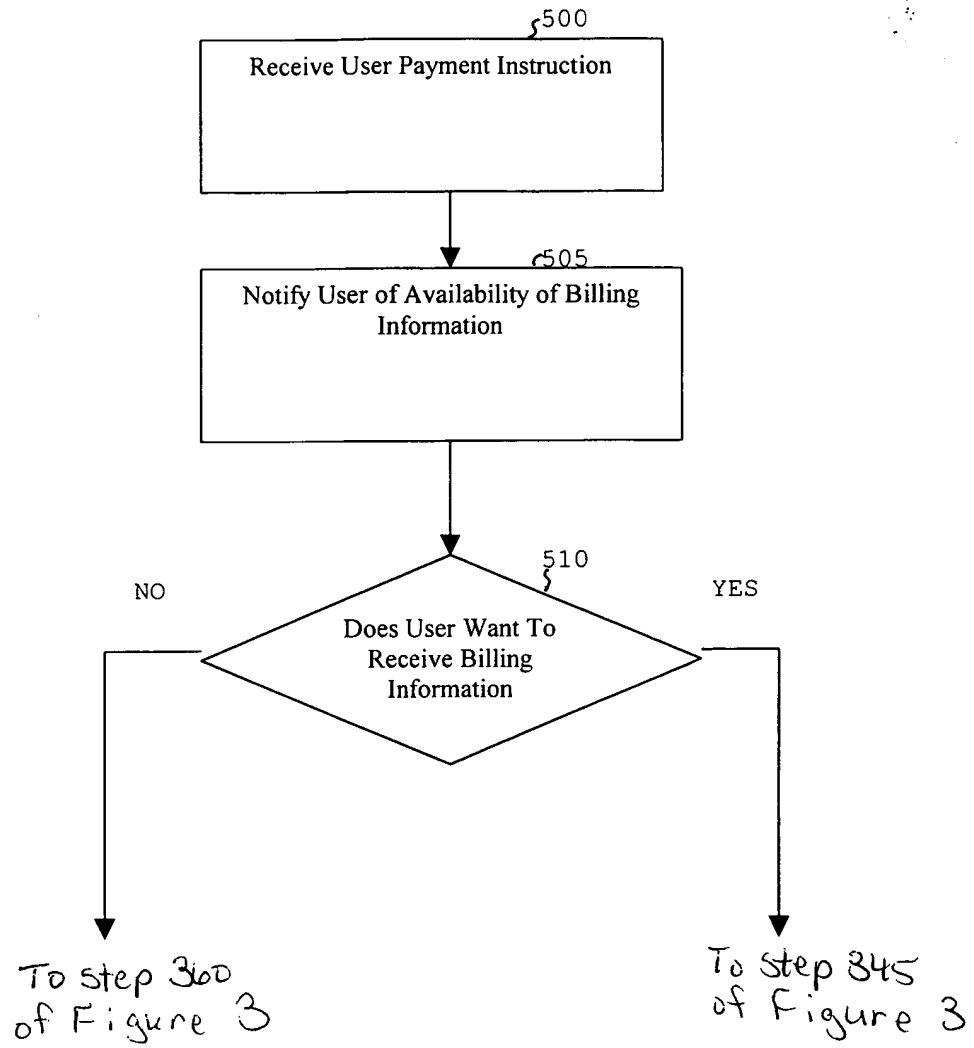 500
Receive User Payment Instruction
505
Notify User of Availability of Billing
Information
510
NO
YES
Does User Want To
Receive Billing
Information
To step 360
of Figure 3
To step 345
of Figure 3